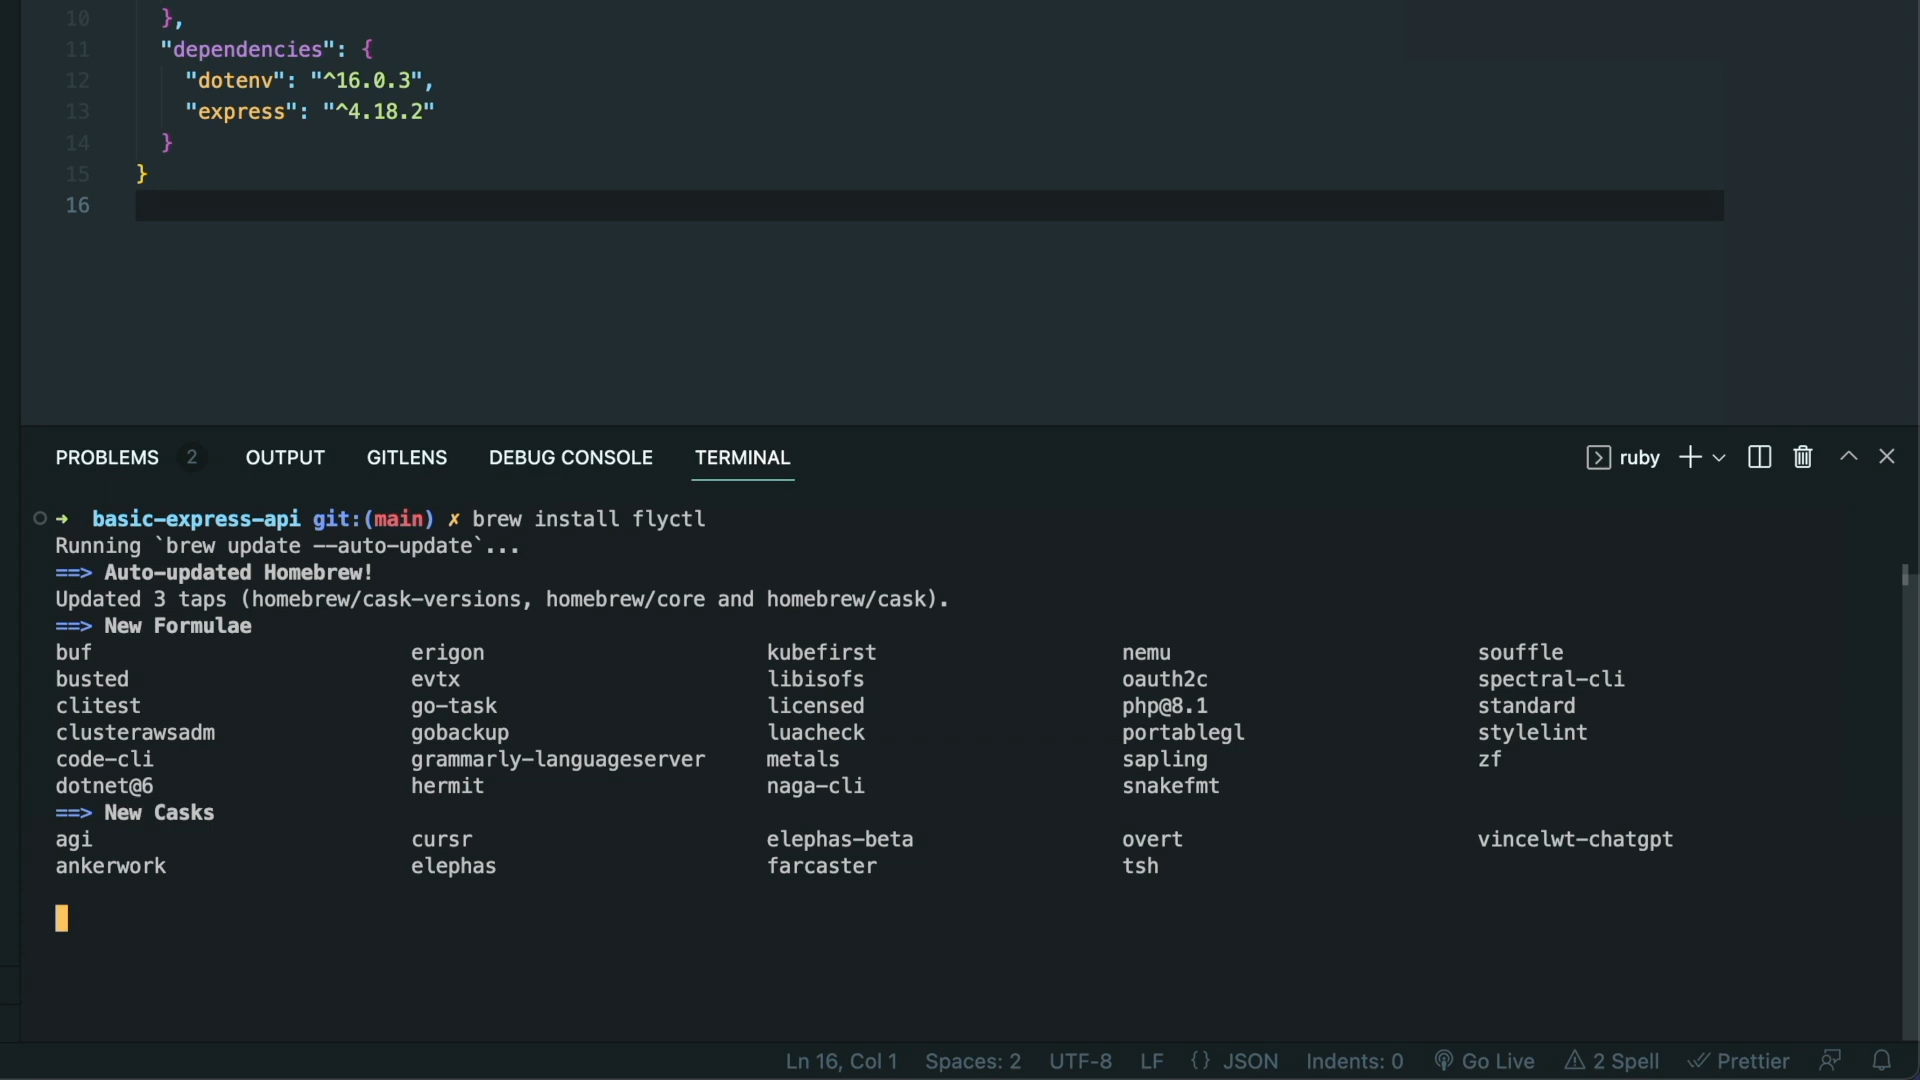 10 },
11 "dependencies": {
12 "dotenv": "^16.0.3",
13 "express": "^4.18.2"
14 }
15 }
16
PROBLEMS 2 OUTPUT GITLENS DEBUG CONSOLE TERMINAL ruby
➜ basic-express-api git:(main) ✗ brew install flyctl
Running `brew update --auto-update`...
==> Auto-updated Homebrew!
Updated 3 taps (homebrew/cask-versions, homebrew/core and homebrew/cask).
==> New Formulae
buf erigon kubefirst nemu souffle
busted evtx libisofs oauth2c spectral-cli
clitest go-task licensed php@8.1 standard
clusterawsadm gobackup luacheck portablegl stylelint
code-cli grammarly-languageserver metals sapling zf
dotnet@6 hermit naga-cli snakefmt
==> New Casks
agi cursr elephas-beta overt vincelwt-chatgpt
ankerwork elephas farcaster tsh
Ln 16, Col 1 Spaces: 2 UTF-8 LF {} JSON Indents: 0 Go Live 2 Spell Prettier